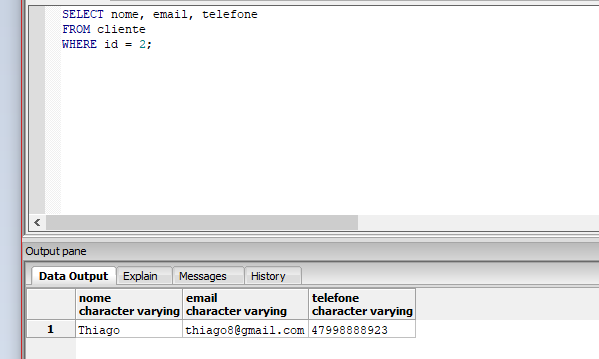 SELECT nome, email, telefone
FROM cliente
WHERE id = 2;
Output pane
Data Output Explain Messages History
nome email telefone
character varying character varying character varying
1 Thiago thiago8@gmail.com 47998888923